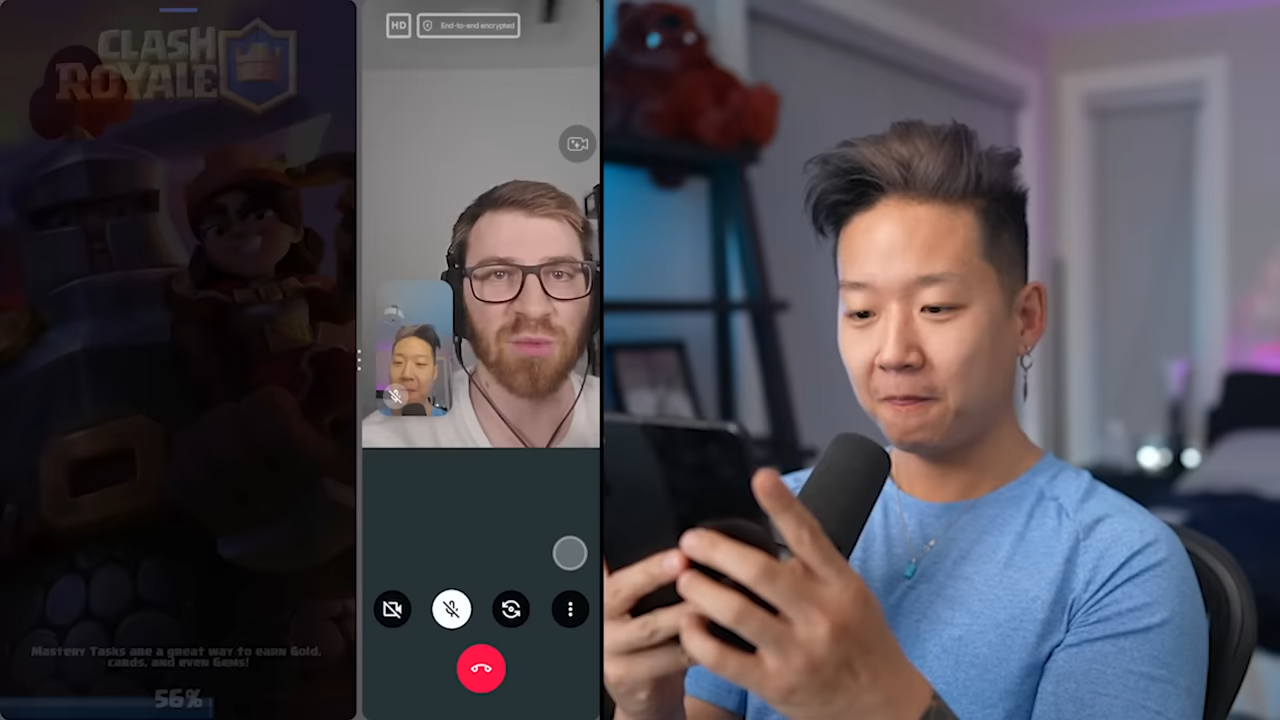 CLASH
ROYALE
HD
End-to-end encrypted
Mastery Tasks are a great way to earn Gold,
cards, and even Gems!
56%